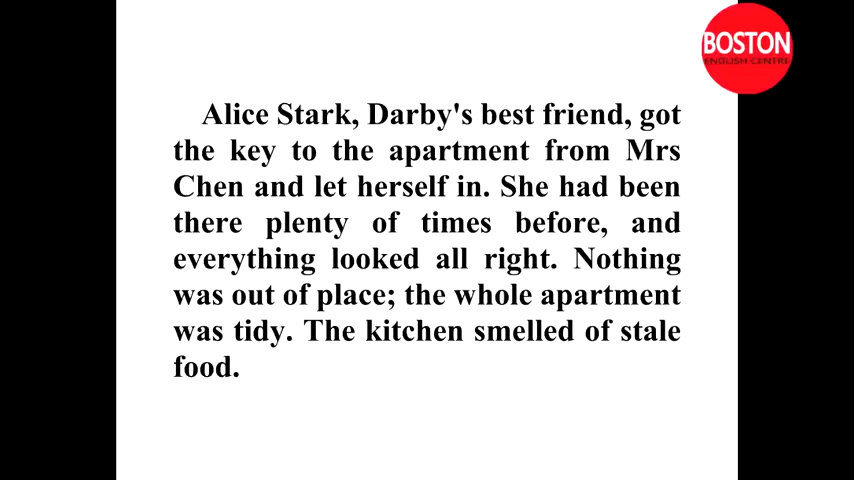 BOSTON
ENGLISH CENTRE
Alice Stark, Darby's best friend, got
the key to the apartment from Mrs
Chen and let herself in. She had been
there plenty of times before, and
everything looked all right. Nothing
was out of place; the whole apartment
was tidy. The kitchen smelled of stale
food.